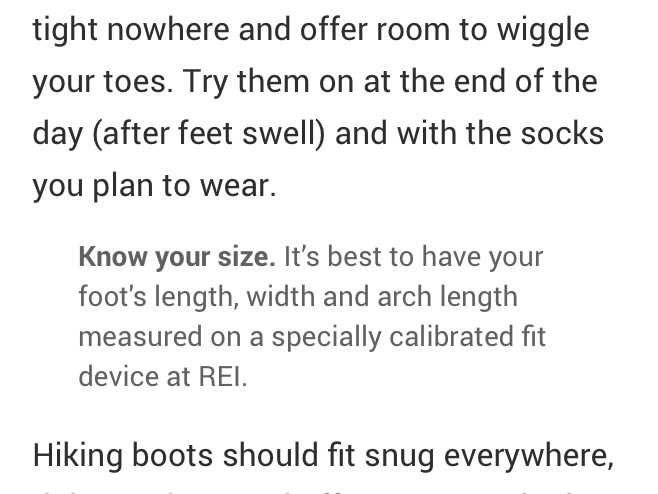 tight nowhere and offer room to wiggle
your toes. Try them on at the end of the
day (after feet swell) and with the socks
you plan to wear.
Know your size. It’s best to have your
foot's length, width and arch length
measured on a specially calibrated fit
device at REI.
Hiking boots should fit snug everywhere,